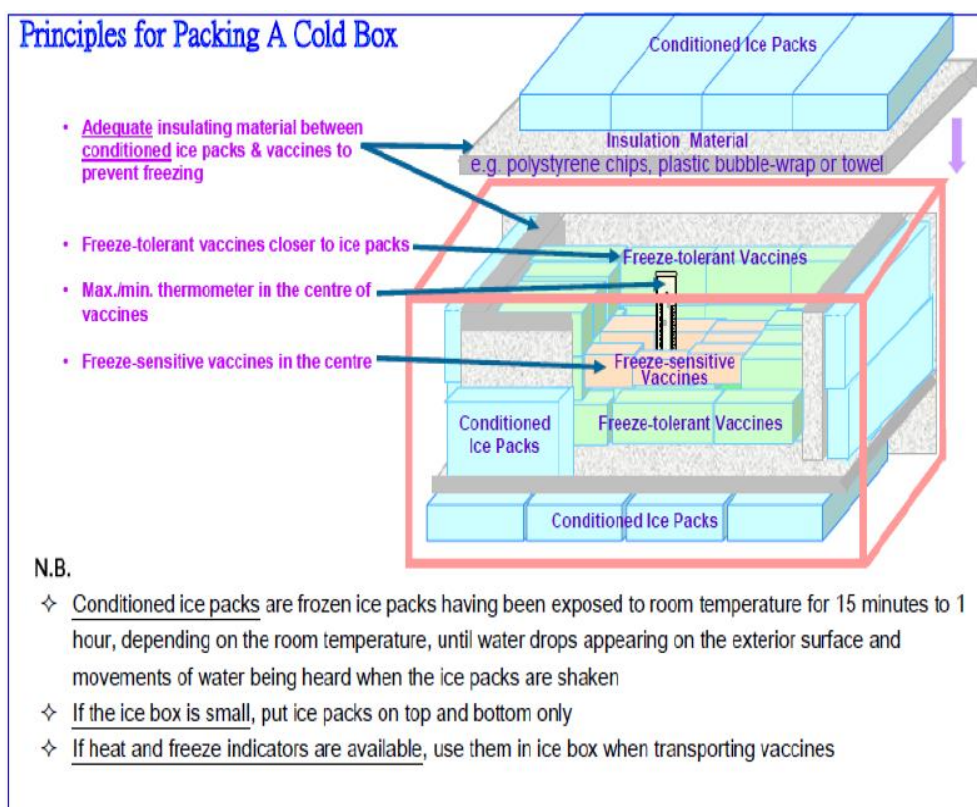 Principles for Packing A Cold Box
Conditioned Ice Packs
Insulation Material
e.g. polystyrene chips, plastic bubble-wrap or towel
• Adequate insulating material between
conditioned ice packs & vaccines to
prevent freezing
• Freeze-tolerant vaccines closer to ice packs
Freeze-tolerant Vaccines
• Max./min. thermometer in the centre of
vaccines
• Freeze-sensitive vaccines in the centre
Freeze-sensitive
Vaccines
Conditioned
Ice Packs
Freeze-tolerant Vaccines
Conditioned Ice Packs
N.B.
✧ Conditioned ice packs are frozen ice packs having been exposed to room temperature for 15 minutes to 1
hour, depending on the room temperature, until water drops appearing on the exterior surface and
movements of water being heard when the ice packs are shaken
✧ If the ice box is small, put ice packs on top and bottom only
✧ If heat and freeze indicators are available, use them in ice box when transporting vaccines